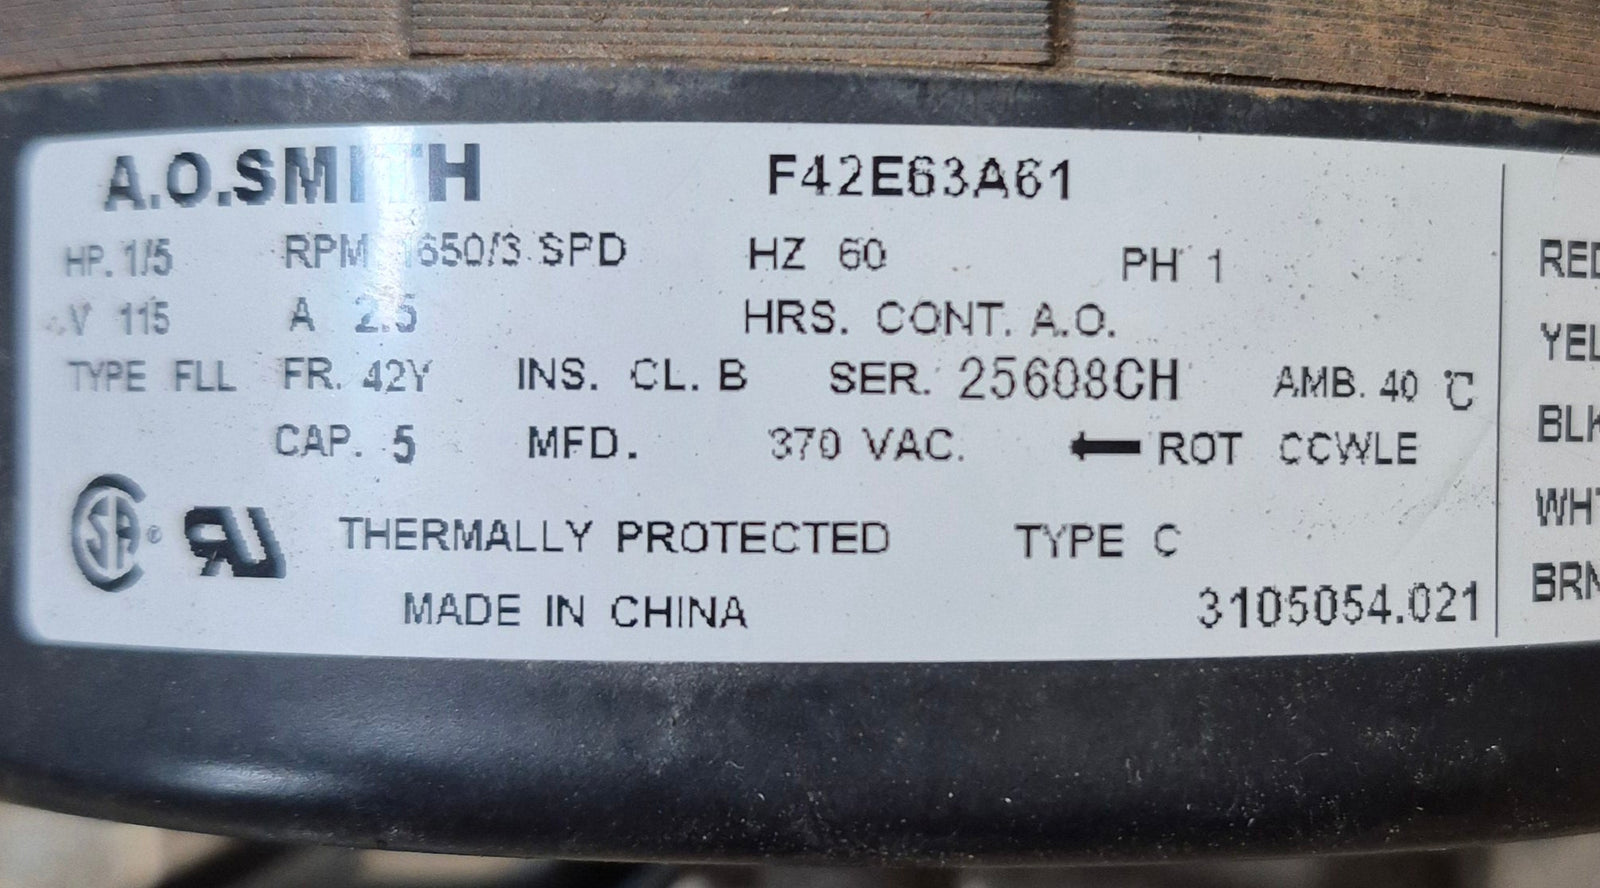 A.O.SMITH F42E63A61
HP. 1/5 RPM 1650/3 SPD HZ 60 PH 1
V 115 A 2.5 HRS. CONT. A.O.
TYPE FLL FR. 42Y INS. CL. B SER. 25608CH AMB. 40 °C
CAP. 5 MFD. 370 VAC. ← ROT CCWLE
THERMALLY PROTECTED TYPE C
MADE IN CHINA 3105054.021
RED
YEL
BLK
WHT
BRN